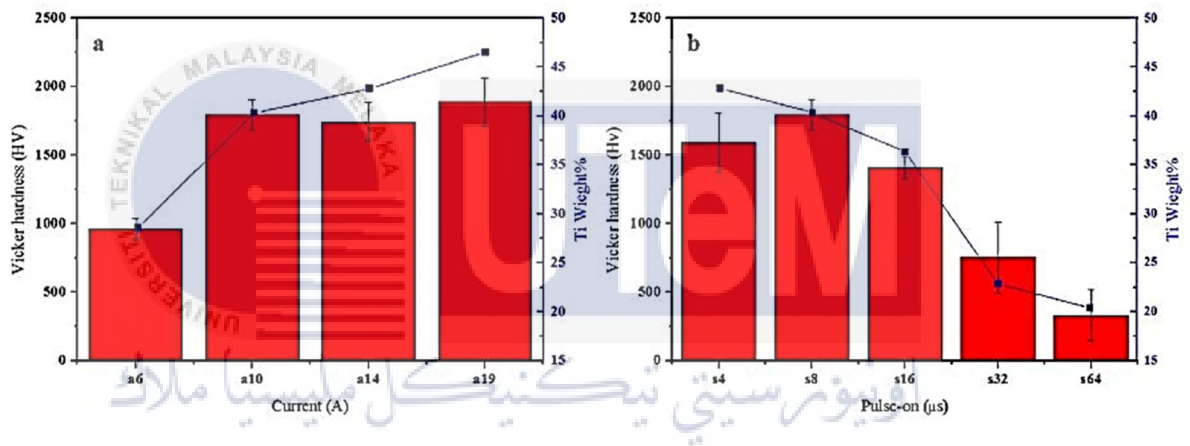 a
2500
2000
1500
1000
500
0
Vicker hardness (HV)
50
45
40
35
30
25
20
15
Ti Wieght%
a6 a10 a14 a19
Current (A)
b
2500
2000
1500
1000
500
0
Vicker hardness (Hv)
50
45
40
35
30
25
20
15
Ti Wieght%
s4 s8 s16 s32 s64
Pulse-on (µs)
UNIVERSITI TEKNIKAL MALAYSIA MELAKA
UTeM
اونيۏرسيتي تيكنيكل مليسيا ملاك